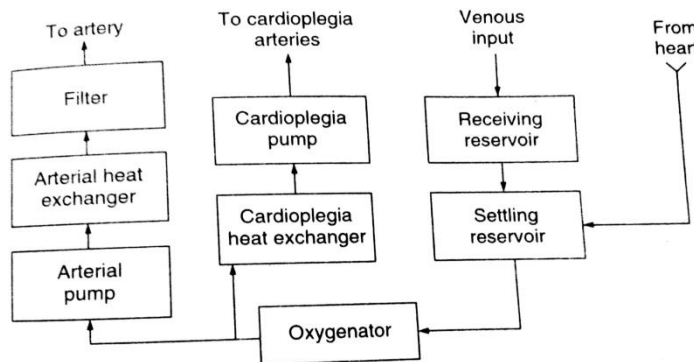 To artery
Filter
Arterial heat
exchanger
Arterial
pump
To cardioplegia
arteries
Cardioplegia
pump
Cardioplegia
heat exchanger
Oxygenator
Venous
input
Receiving
reservoir
Settling
reservoir
From
hear